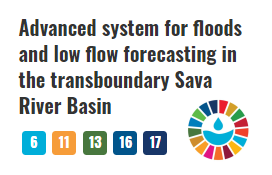 Advanced system for floods
and low flow forecasting in
the transboundary Sava
River Basin
6 11 13 16 17